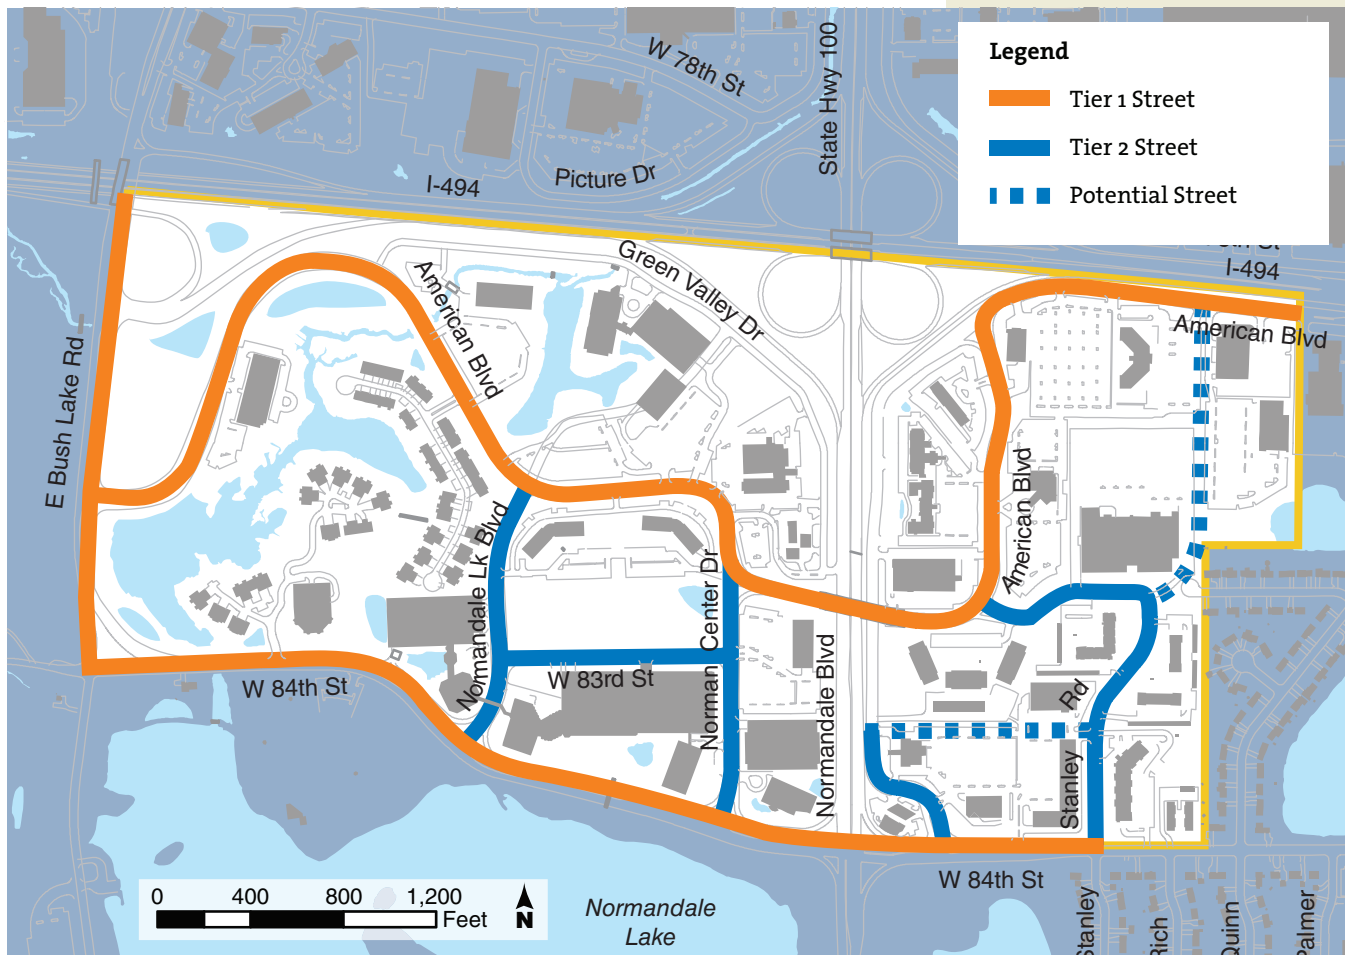 Legend
Tier 1 Street
Tier 2 Street
Potential Street
W 78th St
State Hwy 100
Picture Dr
I-494
I-494
Green Valley Dr
American Blvd
American Blvd
American Blvd
E Bush Lake Rd
Normandale Lk Blvd
Norman Center Dr
Normandale Blvd
W 83rd St
W 84th St
Stanley Rd
W 84th St
Stanley
Rich
Quinn
Palmer
Normandale
Lake
0 400 800 1,200
Feet
N